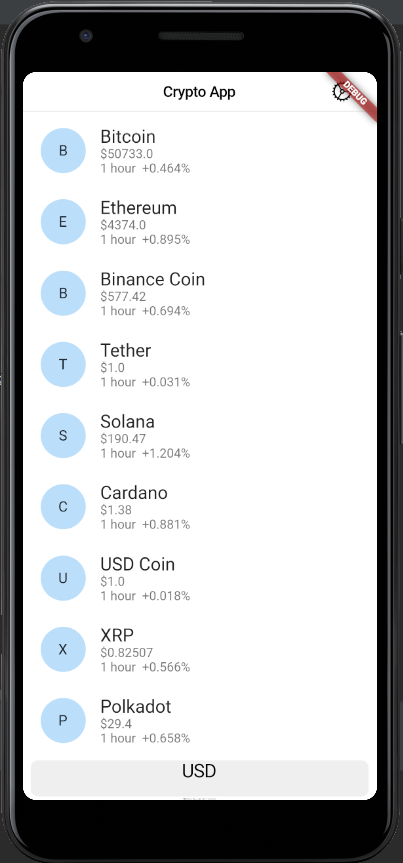 Crypto App
DEBUG
B
Bitcoin
$50733.0
1 hour +0.464%
E
Ethereum
$4374.0
1 hour +0.895%
B
Binance Coin
$577.42
1 hour +0.694%
T
Tether
$1.0
1 hour +0.031%
S
Solana
$190.47
1 hour +1.204%
C
Cardano
$1.38
1 hour +0.881%
U
USD Coin
$1.0
1 hour +0.018%
X
XRP
$0.82507
1 hour +0.566%
P
Polkadot
$29.4
1 hour +0.658%
USD